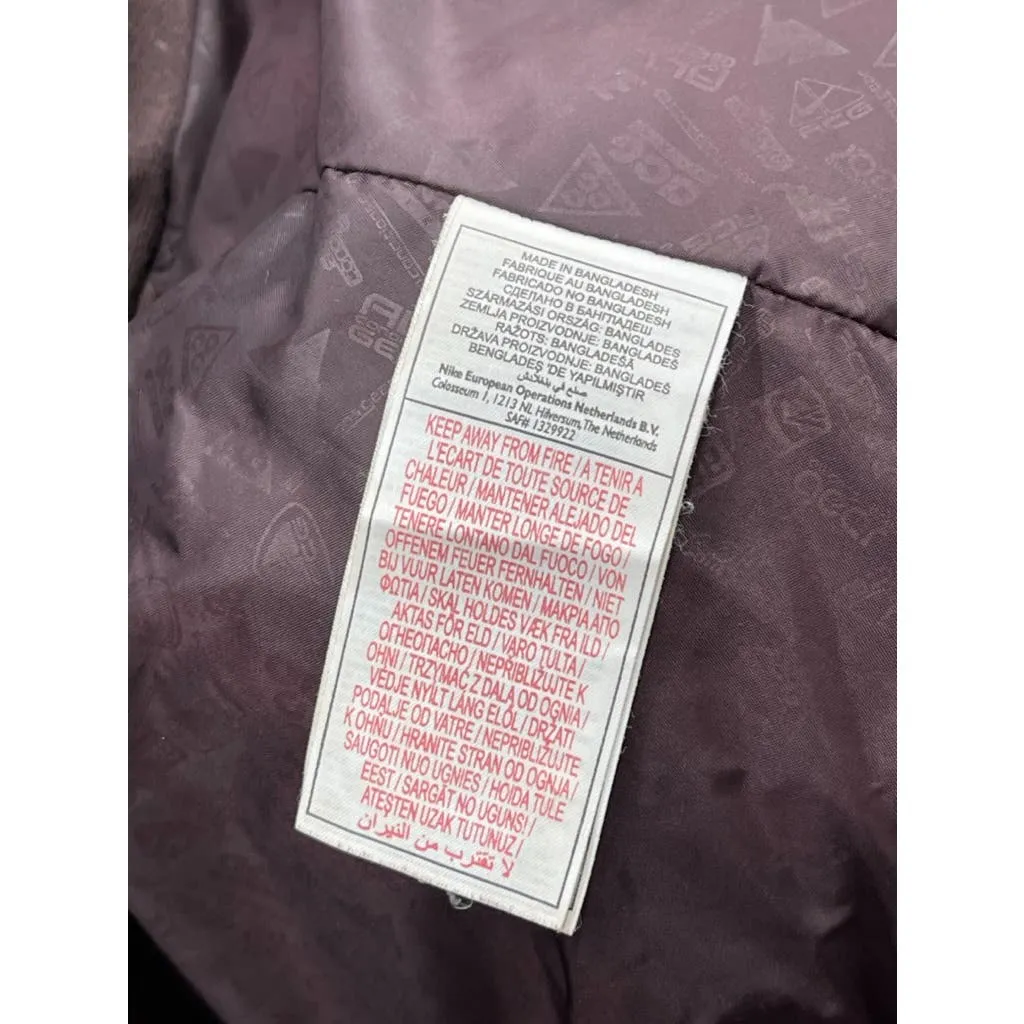 MADE IN BANGLADESH
FABRIQUE AU BANGLADESH
FABRICADO NO BANGLADESH
СДЕЛАНО В БАНГЛАДЕШ
SZÁRMAZÁSI ORSZÁG: BANGLADES
ZEMLJA PROIZVODNJE: BANGLADEŠ
RAŽOTS: BANGLADEŠĀ
DRŽAVA PROIZVODNJE: BANGLADEŠ
BENGLADEŞ 'DE YAPILMIŞTIR
صنع في بنغلادش
Nike European Operations Netherlands B.V.
Colosseum 1, 1213 NL Hilversum, The Netherlands
SAF# 1329922
KEEP AWAY FROM FIRE / A TENIR A
L'ECART DE TOUTE SOURCE DE
CHALEUR / MANTENER ALEJADO DEL
FUEGO / MANTER LONGE DE FOGO /
TENERE LONTANO DAL FUOCO / VON
OFFENEM FEUER FERNHALTEN / NIET
BIJ VUUR LATEN KOMEN / ΜΑΚΡΙΑ ΑΠΟ
ΦΩΤΙΑ / SKAL HOLDES VÆK FRA ILD /
AKTAS FÖR ELD / VARO TULTA /
ОГНЕОПАСНО / NEPŘIBLIŽUJTE K
OHNI / TRZYMAĆ Z DALA OD OGNIA /
VEDJE NYÍLT LÁNG ELŐL / DRŽATI
PODALJE OD VATRE / NEPRIBLIŽUJTE
K OHŇU / HRANITE STRAN OD OGNJA /
SAUGOTI NUO UGNIES / HOIDA TULE
EEST / SARGĀT NO UGUNS! /
ATEŞTEN UZAK TUTUNUZ /
لا تقترب من النيران